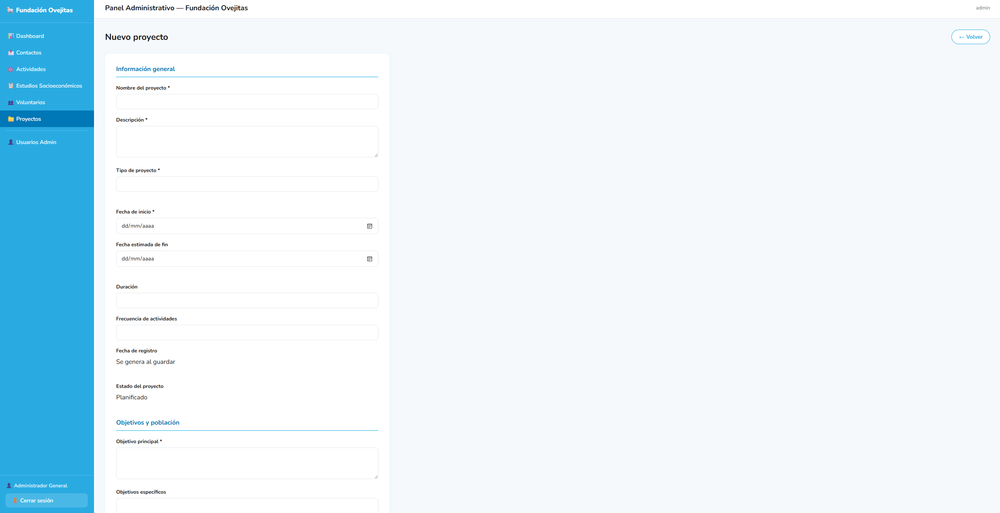 Fundación Ovejitas
Dashboard
Contactos
Actividades
Estudios Socioeconómicos
Voluntarios
Proyectos
Usuarios Admin
Administrador General
Cerrar sesión
Panel Administrativo — Fundación Ovejitas
admin
Nuevo proyecto
← Volver
Información general
Nombre del proyecto *
Descripción *
Tipo de proyecto *
Fecha de inicio *
dd/mm/aaaa
Fecha estimada de fin
dd/mm/aaaa
Duración
Frecuencia de actividades
Fecha de registro
Se genera al guardar
Estado del proyecto
Planificado
Objetivos y población
Objetivo principal *
Objetivos específicos